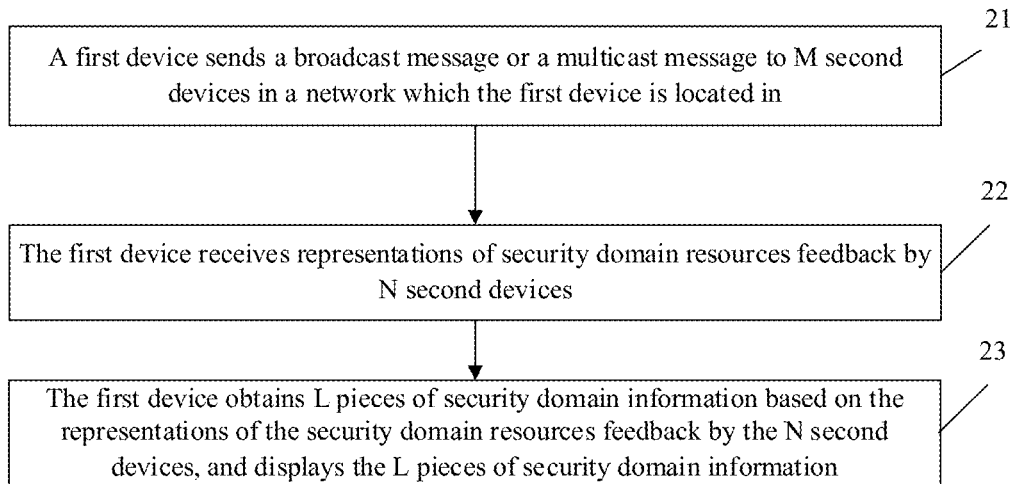 21
A first device sends a broadcast message or a multicast message to M second
devices in a network which the first device is located in
22
The first device receives representations of security domain resources feedback by
N second devices
23
The first device obtains L pieces of security domain information based on the
representations of the security domain resources feedback by the N second
devices, and displays the L pieces of security domain information